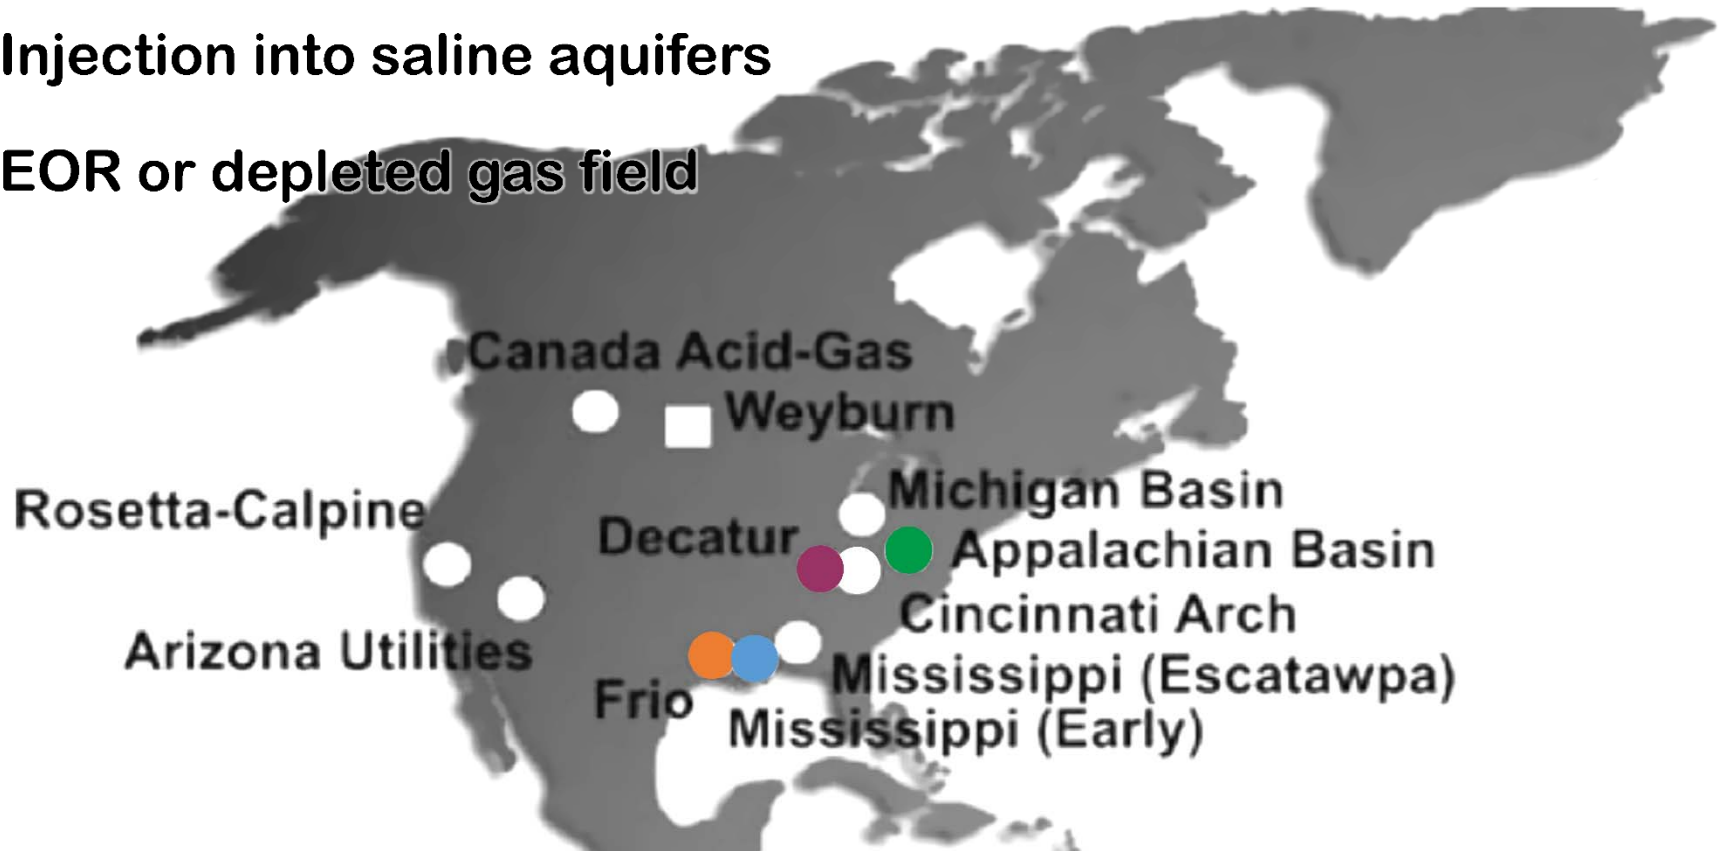 Injection into saline aquifers
EOR or depleted gas field
Canada Acid-Gas
Weyburn
Michigan Basin
Rosetta-Calpine
Decatur
Appalachian Basin
Cincinnati Arch
Arizona Utilities
Mississippi (Escatawpa)
Frio
Mississippi (Early)